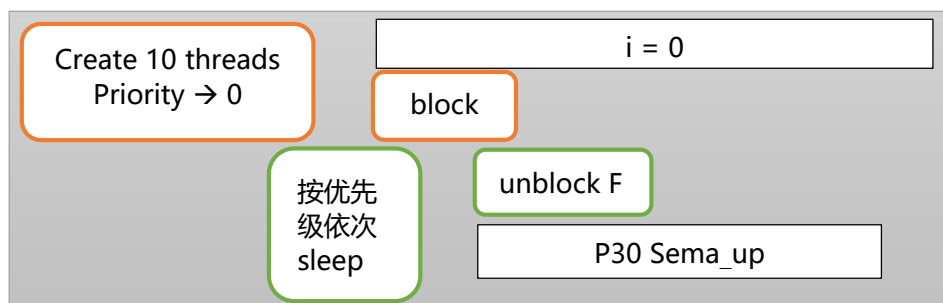 Create 10 threads
Priority → 0
i = 0
block
按优先
级依次
sleep
unblock F
P30 Sema_up